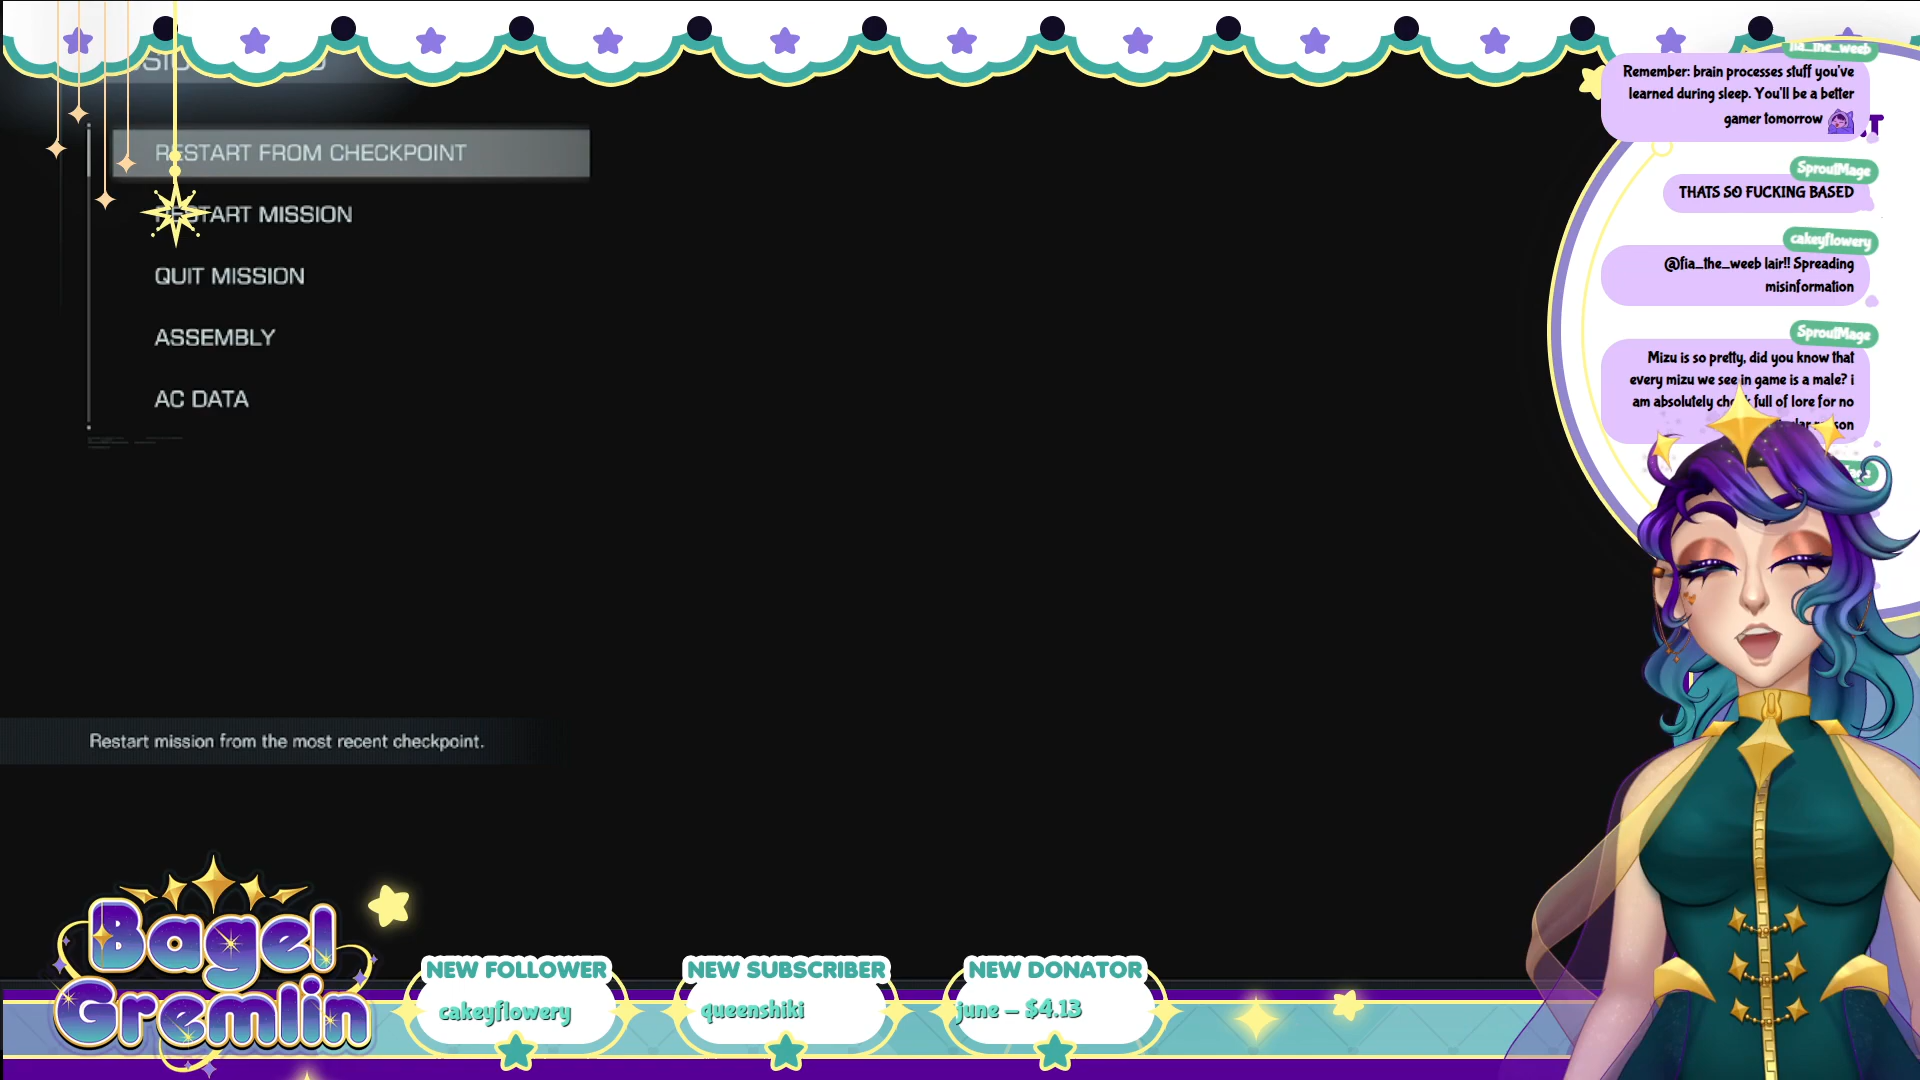 RESTART FROM CHECKPOINT
RESTART MISSION
QUIT MISSION
ASSEMBLY
AC DATA
Restart mission from the most recent checkpoint.
fia_the_weeb
Remember: brain processes stuff you've
learned during sleep. You'll be a better
gamer tomorrow
SproutMage
THATS SO FUCKING BASED
cakeyflowery
@fia_the_weeb lair!! Spreading
misinformation
SproutMage
Mizu is so pretty, did you know that
every mizu we see in game is a male? i
am absolutely full of lore for no
Bagel
Gremlin
NEW FOLLOWER
cakeyflowery
NEW SUBSCRIBER
queenshiki
NEW DONATOR
june – $4.13